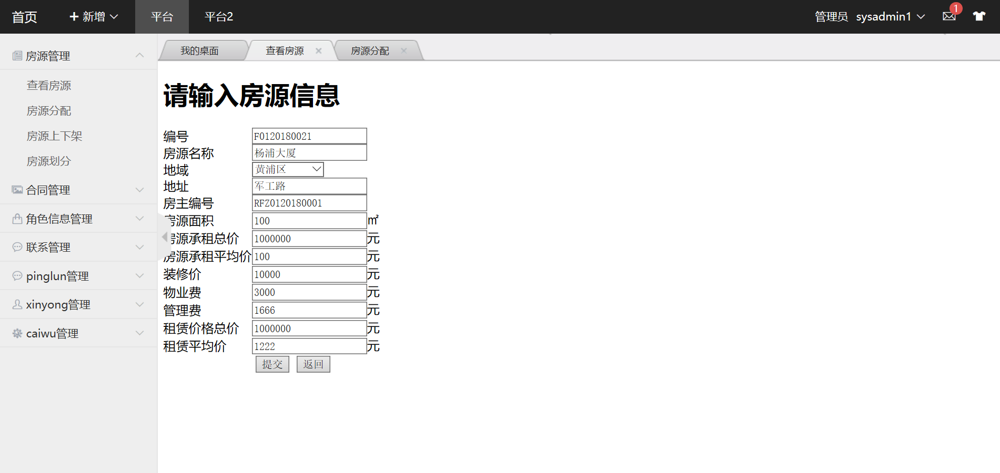 首页 新增 平台 平台2 管理员 sysadmin1 1
我的桌面 查看房源 房源分配
房源管理
查看房源
房源分配
房源上下架
房源划分
合同管理
角色信息管理
联系管理
pinglun管理
xinyong管理
caiwu管理
请输入房源信息
编号 F0120180021
房源名称 杨浦大厦
地域 黄浦区
地址 军工路
房主编号 RFZ0120180001
房源面积 100 ㎡
房源承租总价 1000000 元
房源承租平均价 100 元
装修价 10000 元
物业费 3000 元
管理费 1666 元
租赁价格总价 1000000 元
租赁平均价 1222 元
提交 返回